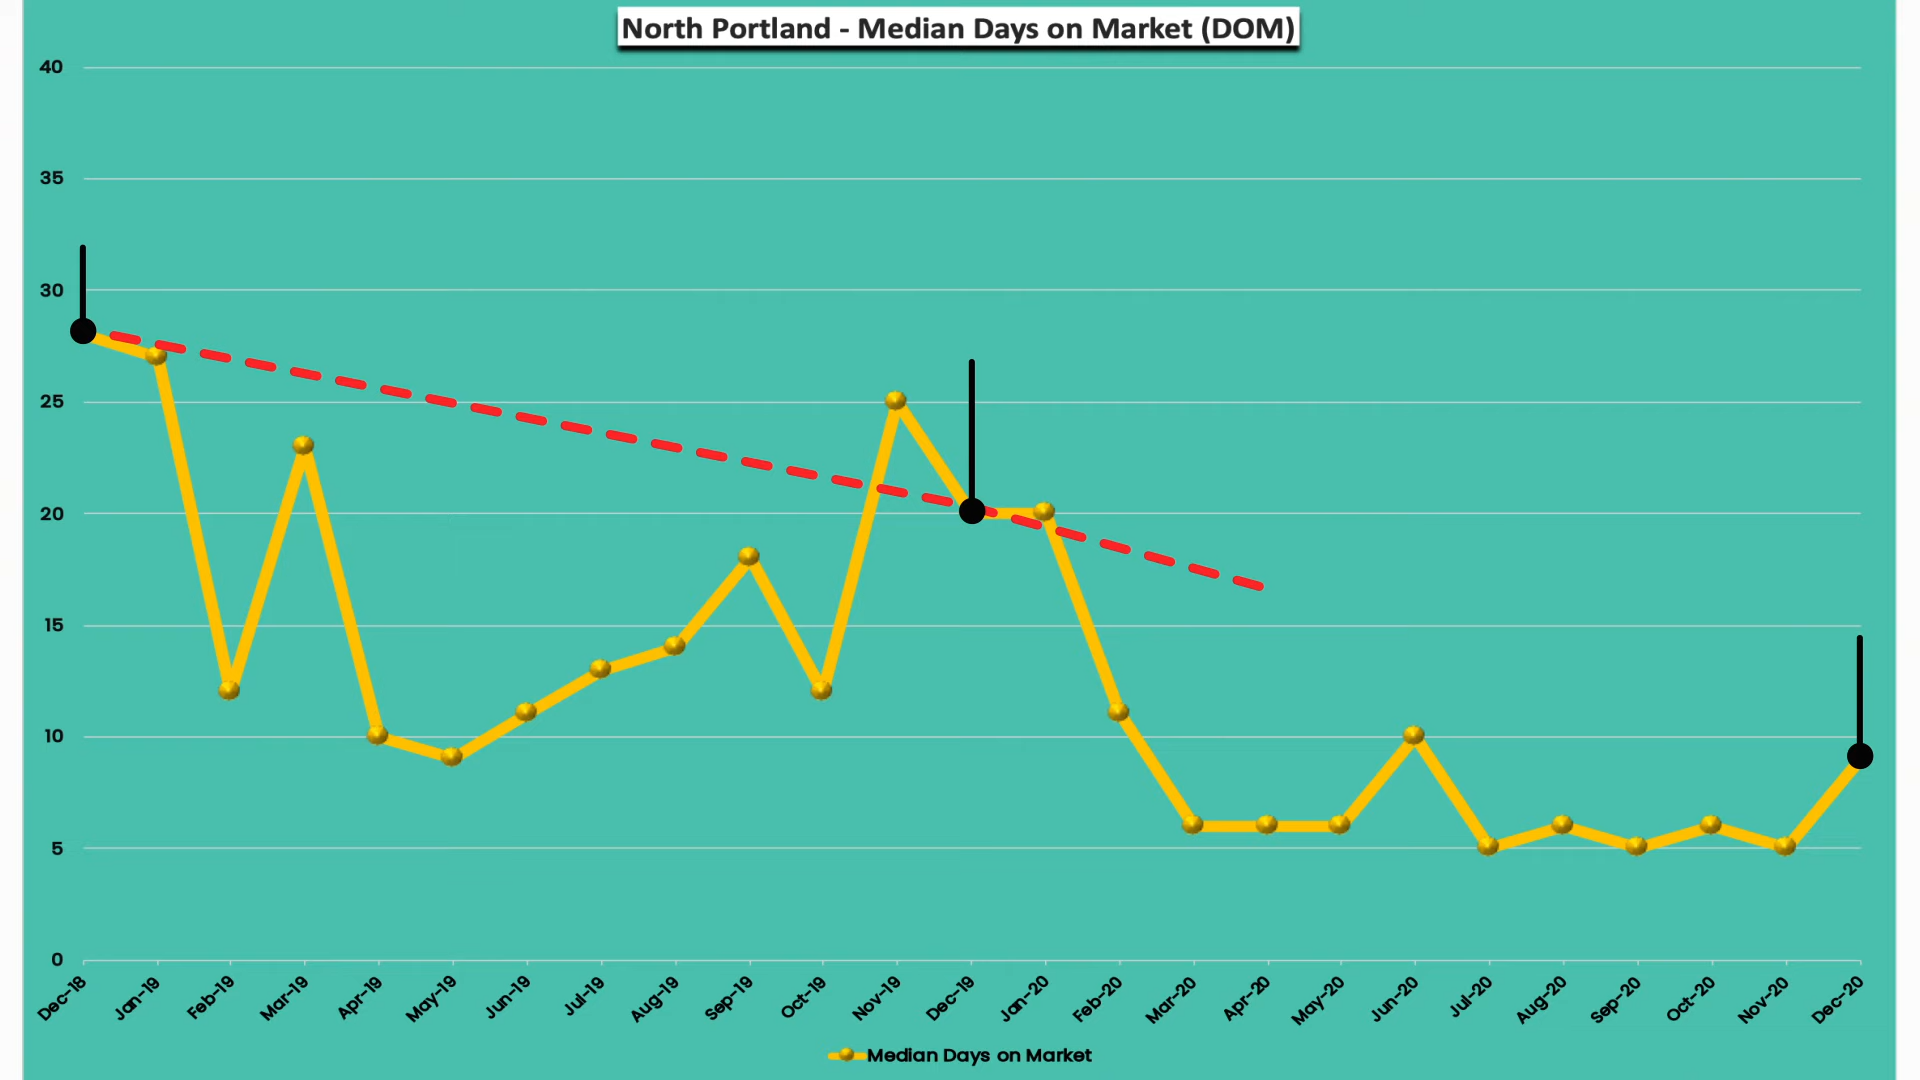 North Portland - Median Days on Market (DOM)
40
35
30
25
20
15
10
5
0
Dec-18
Jan-19
Feb-19
Mar-19
Apr-19
May-19
Jun-19
Jul-19
Aug-19
Sep-19
Oct-19
Nov-19
Dec-19
Jan-20
Feb-20
Mar-20
Apr-20
May-20
Jun-20
Jul-20
Aug-20
Sep-20
Oct-20
Nov-20
Dec-20
Median Days on Market